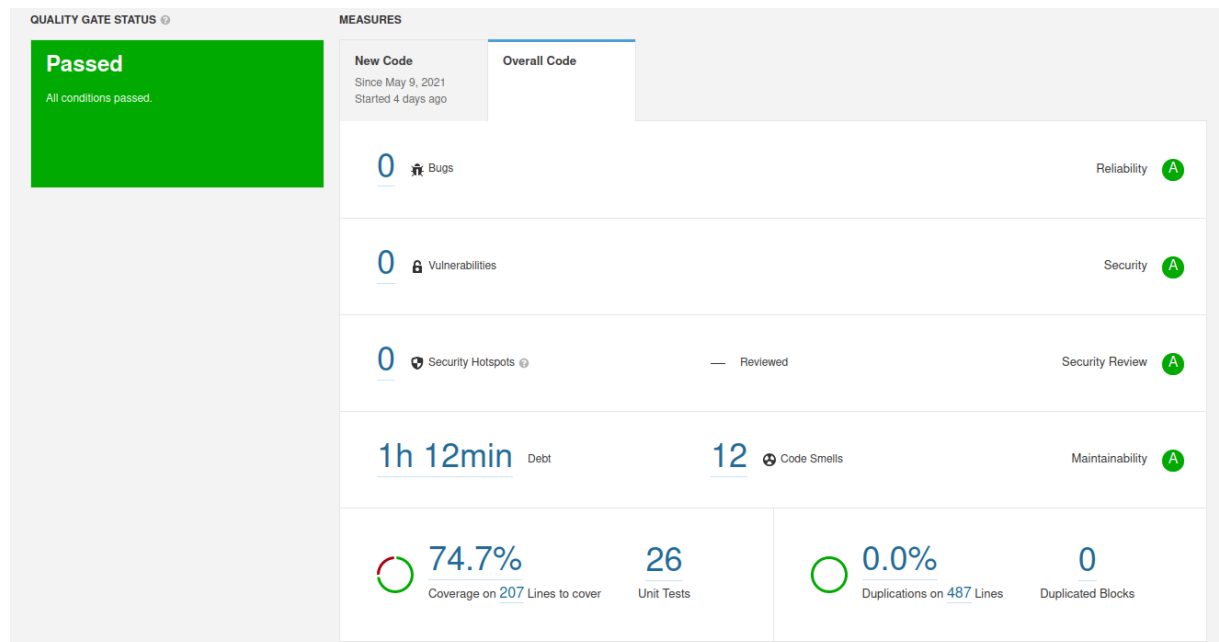 QUALITY GATE STATUS
MEASURES
Passed
All conditions passed.
New Code
Since May 9, 2021
Started 4 days ago
Overall Code
0 Bugs Reliability A
0 Vulnerabilities Security A
0 Security Hotspots ? — Reviewed Security Review A
1h 12min Debt 12 Code Smells Maintainability A
74.7% 26 0.0% 0
Coverage on 207 Lines to cover Unit Tests Duplications on 487 Lines Duplicated Blocks